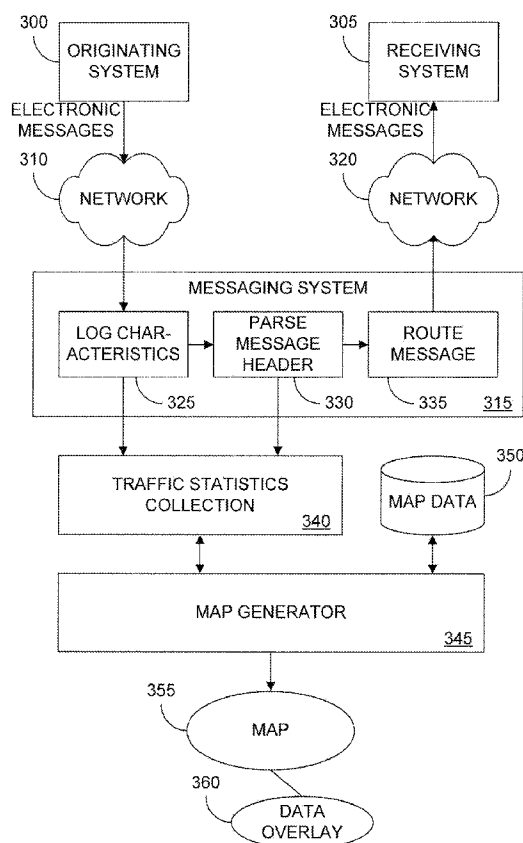 300
ORIGINATING
SYSTEM
305
RECEIVING
SYSTEM
ELECTRONIC
MESSAGES
ELECTRONIC
MESSAGES
310
NETWORK
320
NETWORK
MESSAGING SYSTEM
LOG CHAR-
ACTERISTICS
PARSE
MESSAGE
HEADER
ROUTE
MESSAGE
325
330
335
315
TRAFFIC STATISTICS
COLLECTION
340
350
MAP DATA
MAP GENERATOR
345
355
MAP
360
DATA
OVERLAY